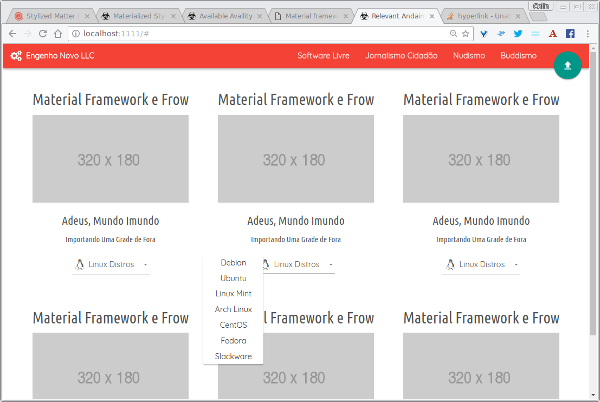 Colin
Stylized Matter
Materialized Sty
Available Availity
Material framew
Relevant Andain
hyperlink - Unab
localhost:1111/#
Engenho Novo LLC
Software Livre
Jornalismo Cidadão
Nudismo
Buddismo
Material Framework e Frow
Material Framework e Frow
Material Framework e Frow
320 x 180
320 x 180
320 x 180
Adeus, Mundo Imundo
Adeus, Mundo Imundo
Adeus, Mundo Imundo
Importando Uma Grade de Fora
Importando Uma Grade de Fora
Importando Uma Grade de Fora
Linux Distros
Linux Distros
Linux Distros
Debian
Ubuntu
Linux Mint
Arch Linux
CentOS
Fedora
Slackware
Material Framework e Frow
Material Framework e Frow
Material Framework e Frow
320 x 180
320 x 180
320 x 180